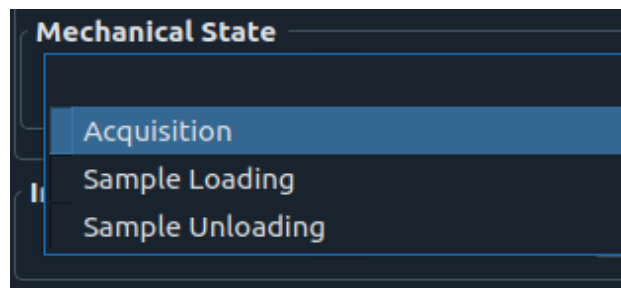 Mechanical State
Acquisition
Sample Loading
Sample Unloading